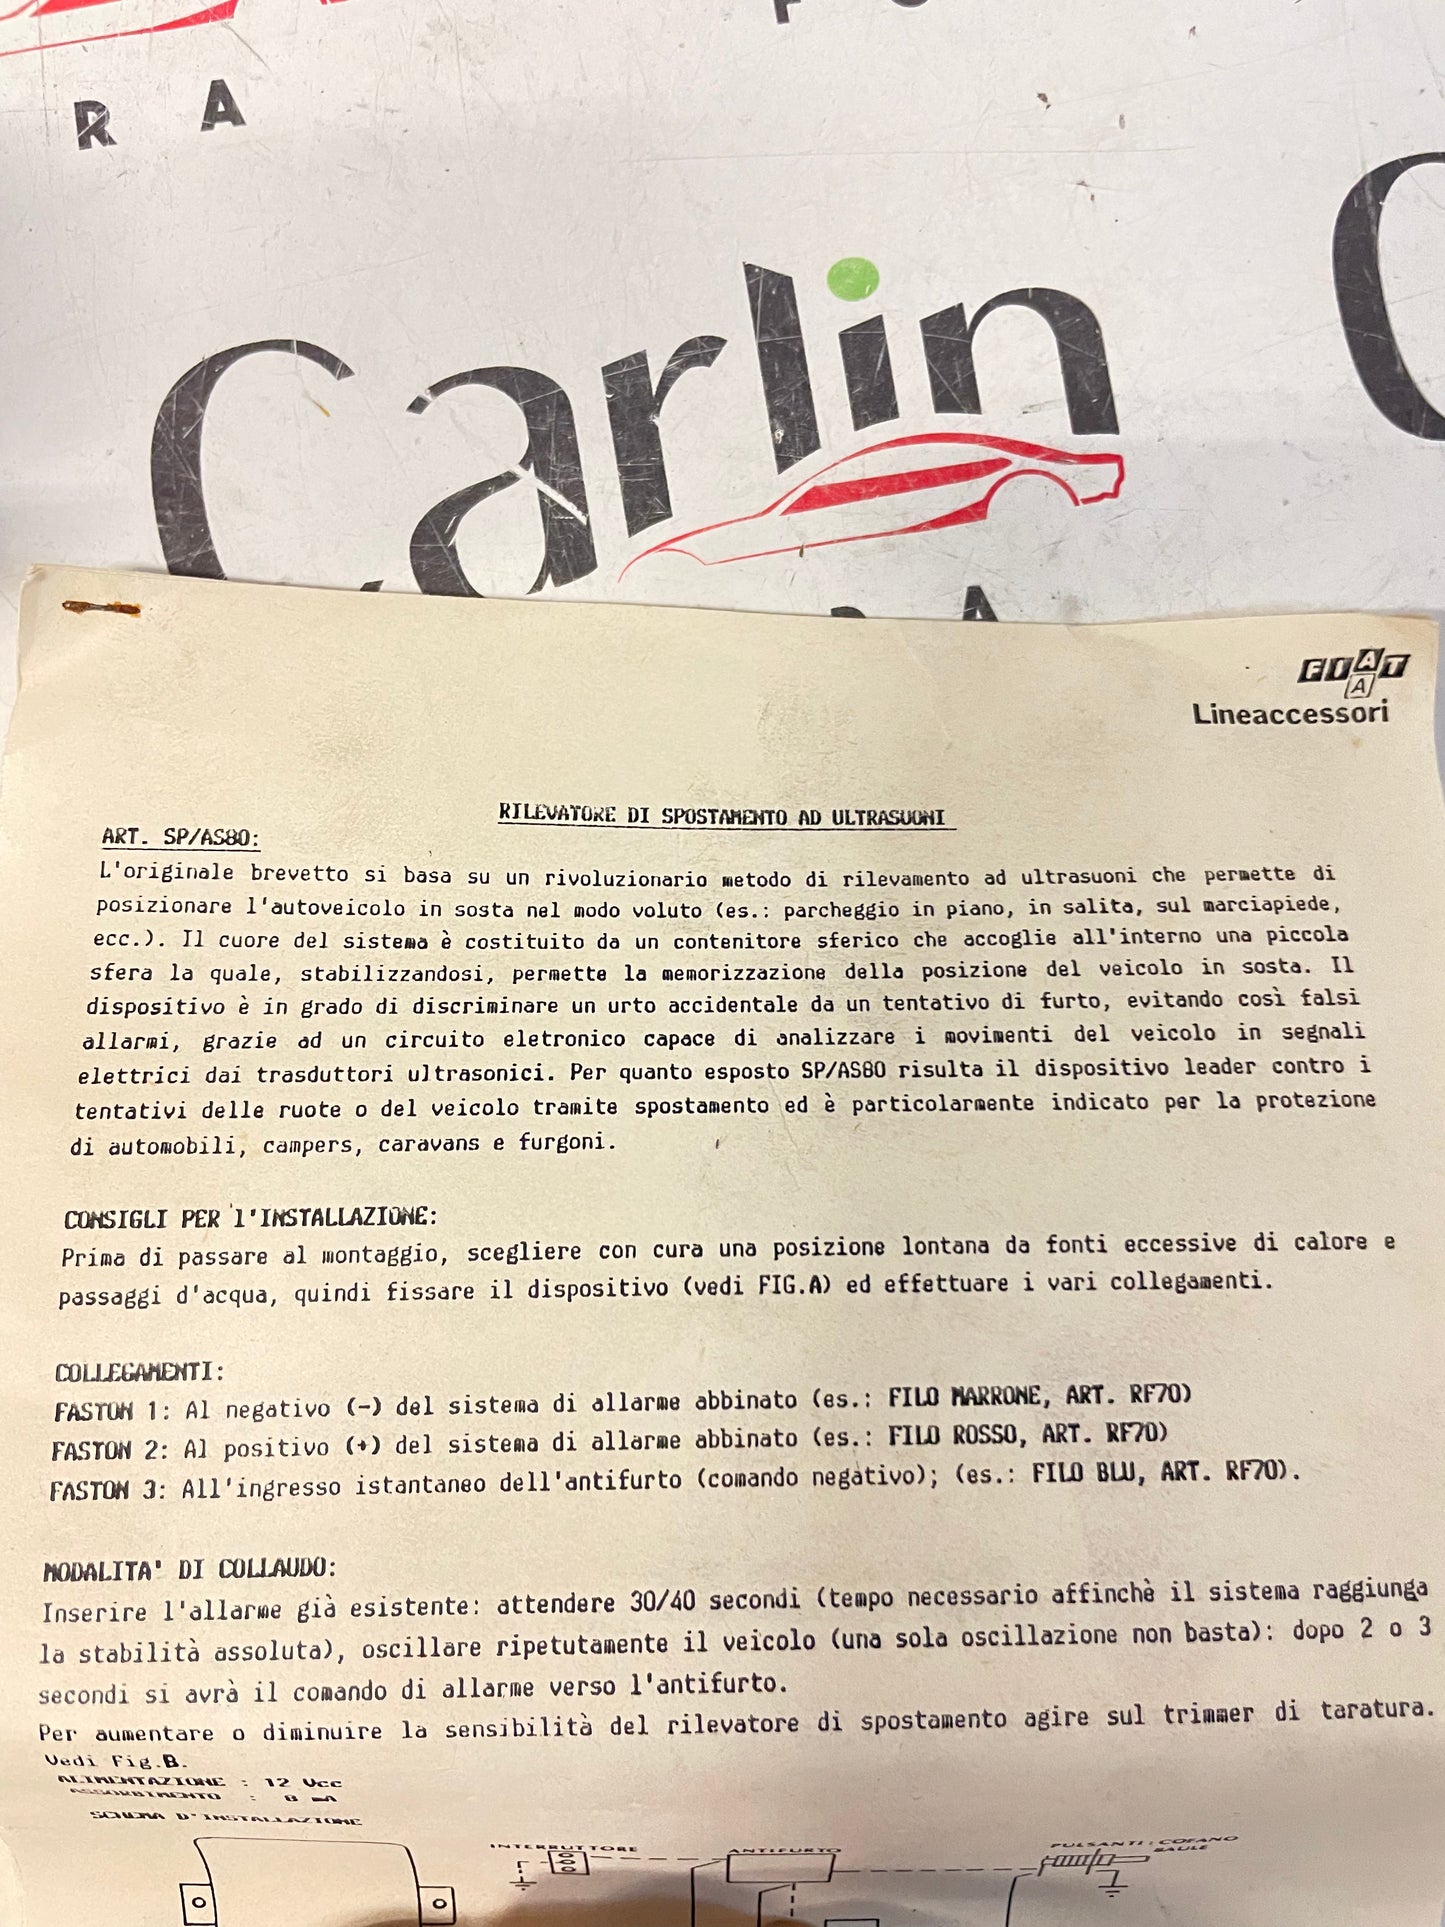 R A
Carlin
FIAT
A
Lineaccessori
RILEVATORE DI SPOSTAMENTO AD ULTRASUONI
ART. SP/AS80:
L'originale brevetto si basa su un rivoluzionario metodo di rilevamento ad ultrasuoni che permette di
posizionare l'autoveicolo in sosta nel modo voluto (es.: parcheggio in piano, in salita, sul marciapiede,
ecc.). Il cuore del sistema è costituito da un contenitore sferico che accoglie all'interno una piccola
sfera la quale, stabilizzandosi, permette la memorizzazione della posizione del veicolo in sosta. Il
dispositivo è in grado di discriminare un urto accidentale da un tentativo di furto, evitando così falsi
allarmi, grazie ad un circuito eletronico capace di analizzare i movimenti del veicolo in segnali
elettrici dai trasduttori ultrasonici. Per quanto esposto SP/AS80 risulta il dispositivo leader contro i
tentativi delle ruote o del veicolo tramite spostamento ed è particolarmente indicato per la protezione
di automobili, campers, caravans e furgoni.
CONSIGLI PER l'INSTALLAZIONE:
Prima di passare al montaggio, scegliere con cura una posizione lontana da fonti eccessive di calore e
passaggi d'acqua, quindi fissare il dispositivo (vedi FIG.A) ed effettuare i vari collegamenti.
COLLEGAMENTI:
FASTON 1: Al negativo (-) del sistema di allarme abbinato (es.: FILO MARRONE, ART. RF70)
FASTON 2: Al positivo (+) del sistema di allarme abbinato (es.: FILO ROSSO, ART. RF70)
FASTON 3: All'ingresso istantaneo dell'antifurto (comando negativo); (es.: FILO BLU, ART. RF70).
MODALITA' DI COLLAUDO:
Inserire l'allarme già esistente: attendere 30/40 secondi (tempo necessario affinchè il sistema raggiunga
la stabilità assoluta), oscillare ripetutamente il veicolo (una sola oscillazione non basta): dopo 2 o 3
secondi si avrà il comando di allarme verso l'antifurto.
Per aumentare o diminuire la sensibilità del rilevatore di spostamento agire sul trimmer di taratura.
Vedi Fig.B.
ALIMENTAZIONE : 12 Vcc
ASSORBIMENTO : 8 mA
SCHEMA D'INSTALLAZIONE
INTERRUTTORE
ANTIFURTO
PULSANTI: COFANO
BAULE